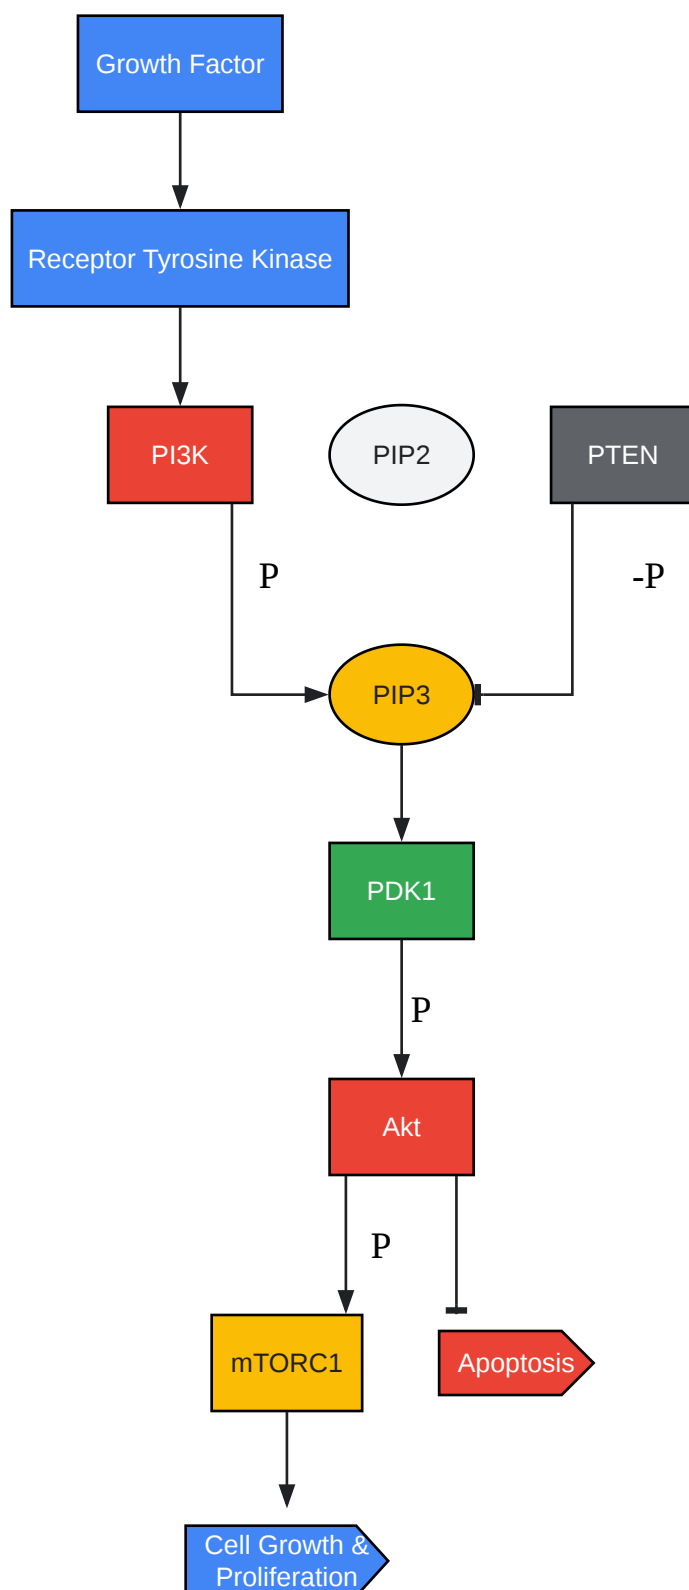 Growth Factor
Receptor Tyrosine Kinase
PI3K
PIP2
PTEN
P
-P
PIP3
PDK1
P
Akt
P
mTORC1
Apoptosis
Cell Growth &
Proliferation